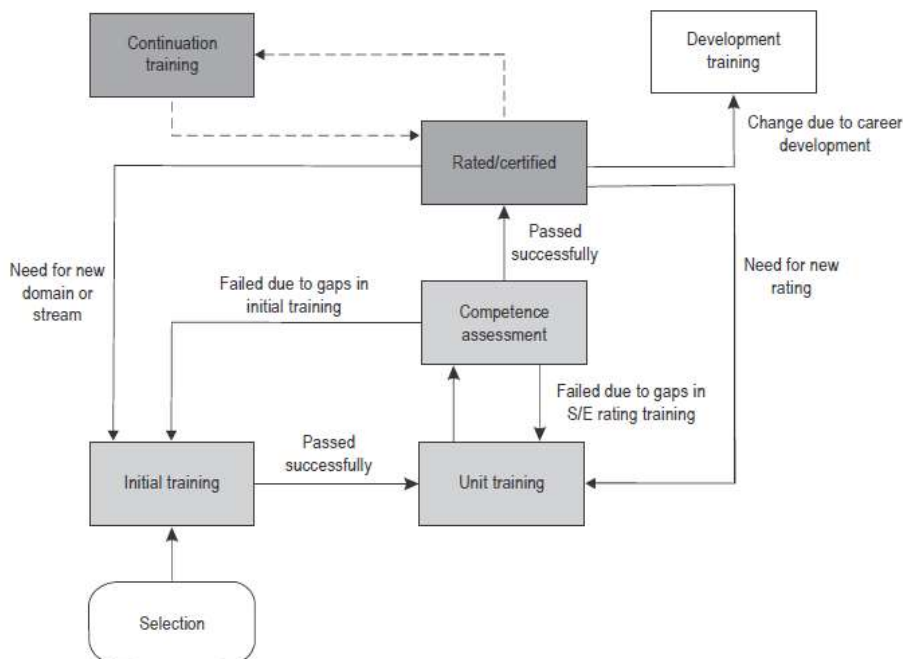 Continuation
training
Development
training
Change due to career
development
Rated/certified
Passed
successfully
Need for new
domain or
stream
Failed due to gaps in
initial training
Need for new
rating
Competence
assessment
Failed due to gaps in
S/E rating training
Passed
successfully
Initial training
Unit training
Selection